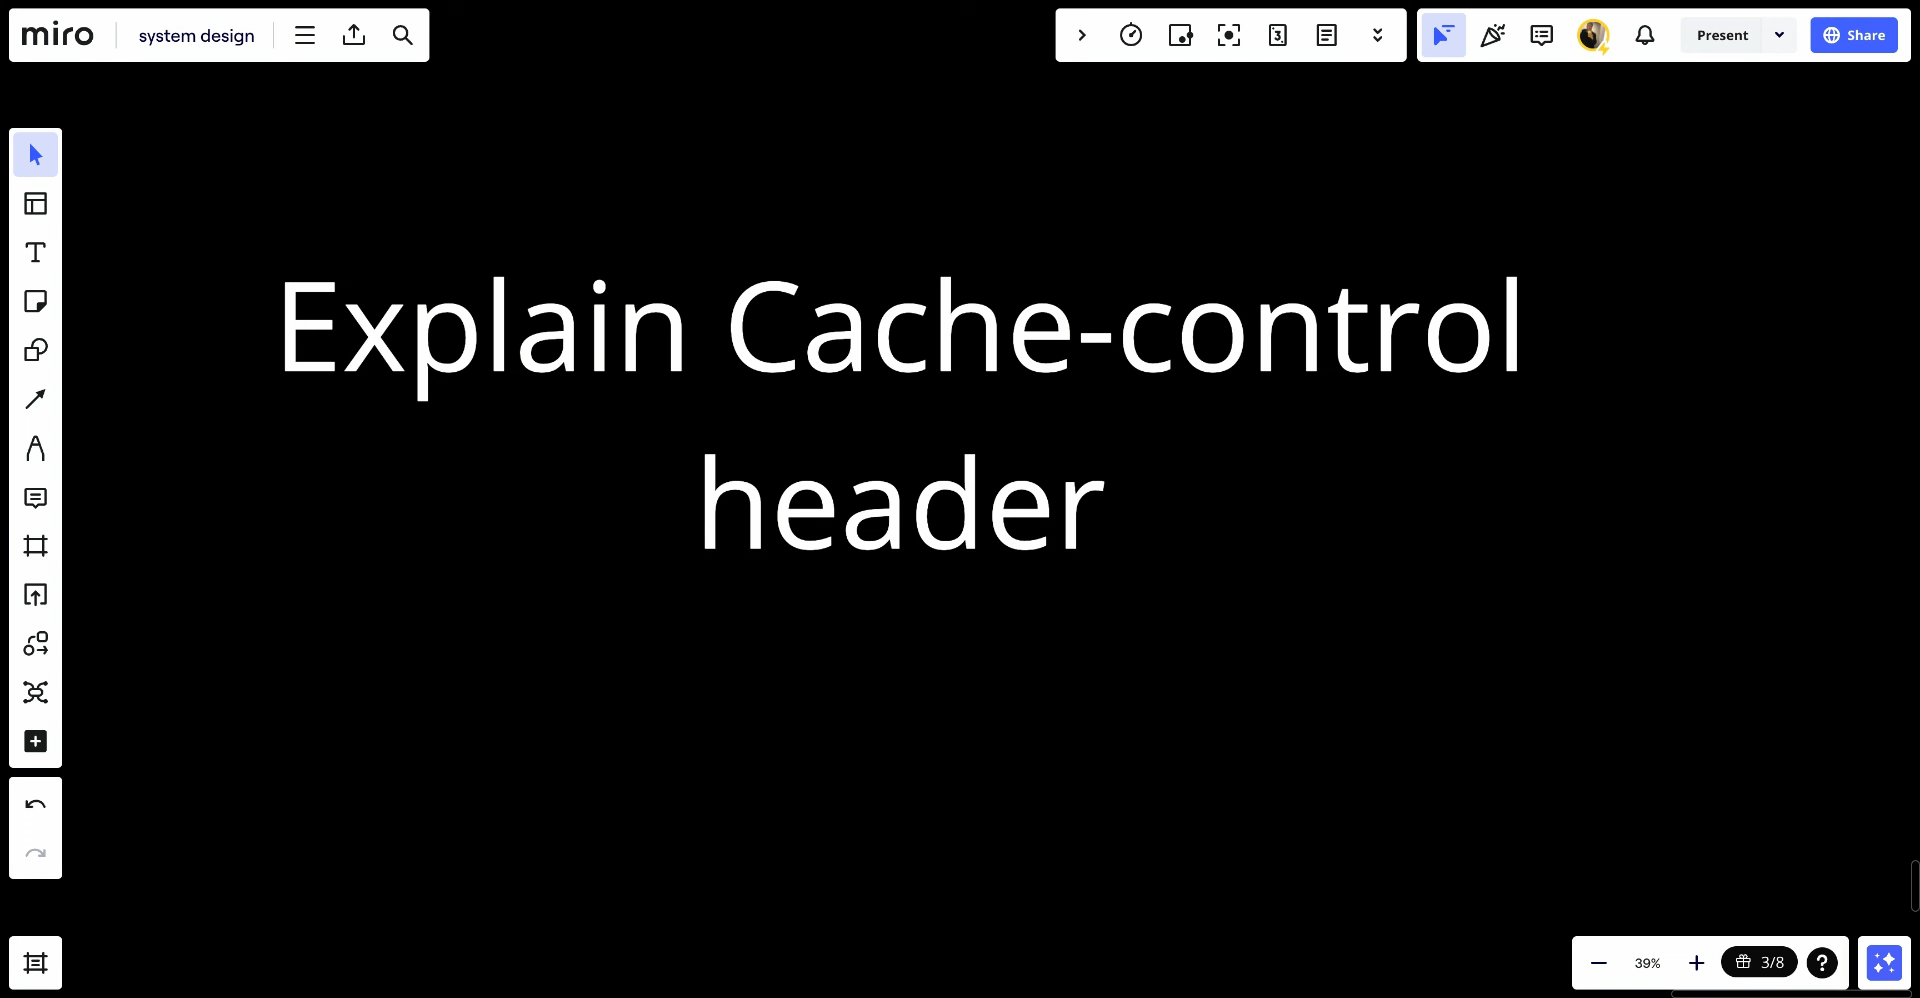 miro
system design
Present
Share
Explain Cache-control
header
39%
3/8
?